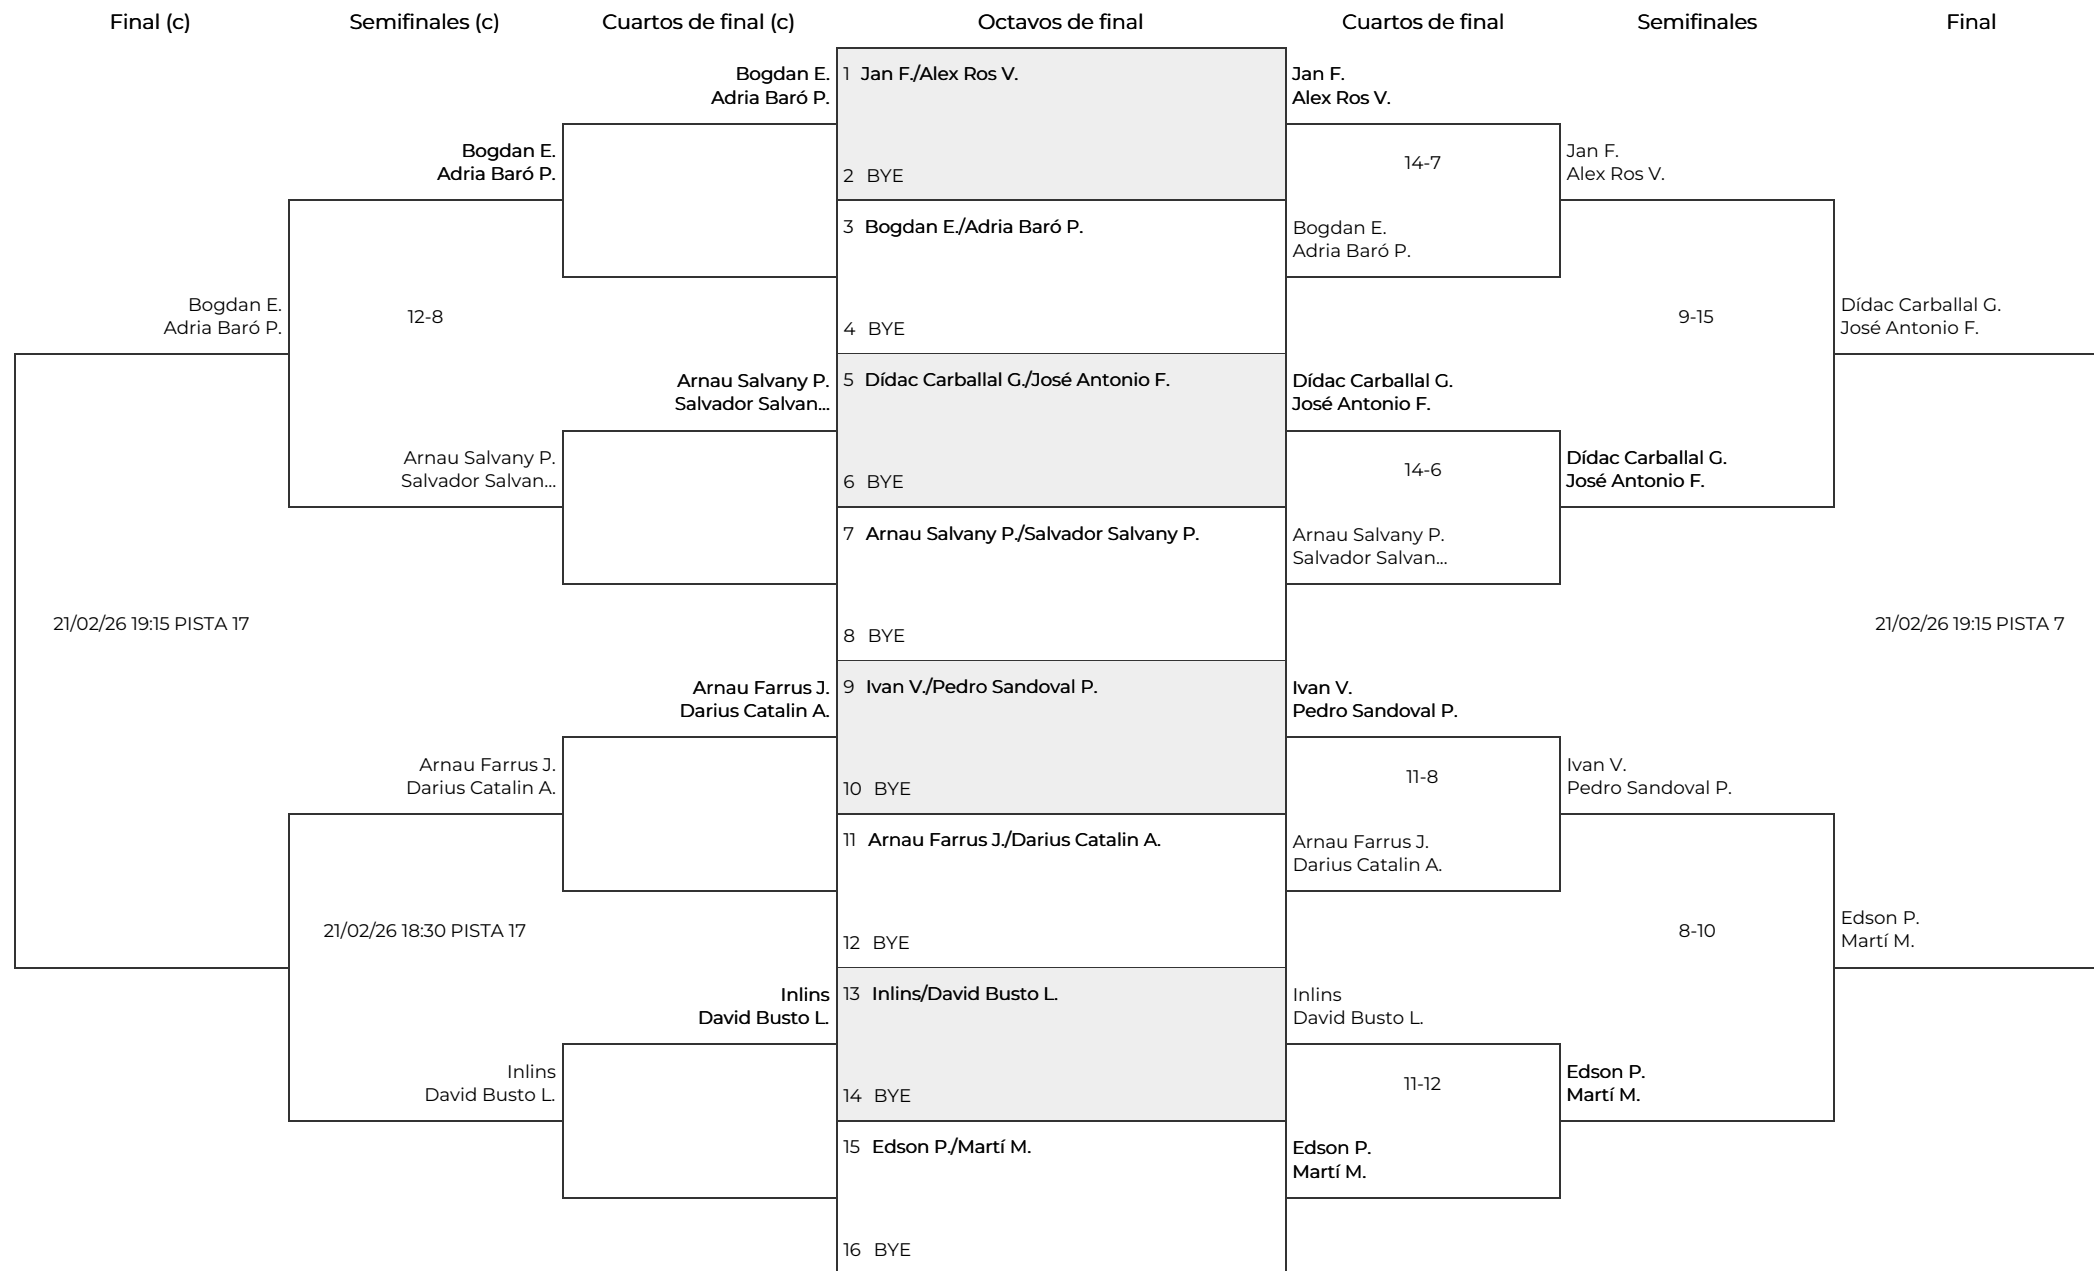 Final (c)
Semifinales (c)
Cuartos de final (c)
Octavos de final
Cuartos de final
Semifinales
Final
Bogdan E.
Adria Baró P.
Arnau Salvany P.
Salvador Salvan...
Arnau Farrus J.
Darius Catalin A.
Inlins
David Busto L.
Bogdan E.
Adria Baró P.
12-8
Arnau Salvany P.
Salvador Salvan...
Arnau Farrus J.
Darius Catalin A.
21/02/26 18:30 PISTA 17
Inlins
David Busto L.
Bogdan E.
Adria Baró P.
21/02/26 19:15 PISTA 17
1 Jan F./Alex Ros V.
2 BYE
3 Bogdan E./Adria Baró P.
4 BYE
5 Dídac Carballal G./José Antonio F.
6 BYE
7 Arnau Salvany P./Salvador Salvany P.
8 BYE
9 Ivan V./Pedro Sandoval P.
10 BYE
11 Arnau Farrus J./Darius Catalin A.
12 BYE
13 Inlins/David Busto L.
14 BYE
15 Edson P./Martí M.
16 BYE
Jan F.
Alex Ros V.
14-7
Bogdan E.
Adria Baró P.
Dídac Carballal G.
José Antonio F.
14-6
Arnau Salvany P.
Salvador Salvan...
Ivan V.
Pedro Sandoval P.
11-8
Arnau Farrus J.
Darius Catalin A.
Inlins
David Busto L.
11-12
Edson P.
Martí M.
Jan F.
Alex Ros V.
9-15
Dídac Carballal G.
José Antonio F.
Ivan V.
Pedro Sandoval P.
8-10
Edson P.
Martí M.
Dídac Carballal G.
José Antonio F.
21/02/26 19:15 PISTA 7
Edson P.
Martí M.